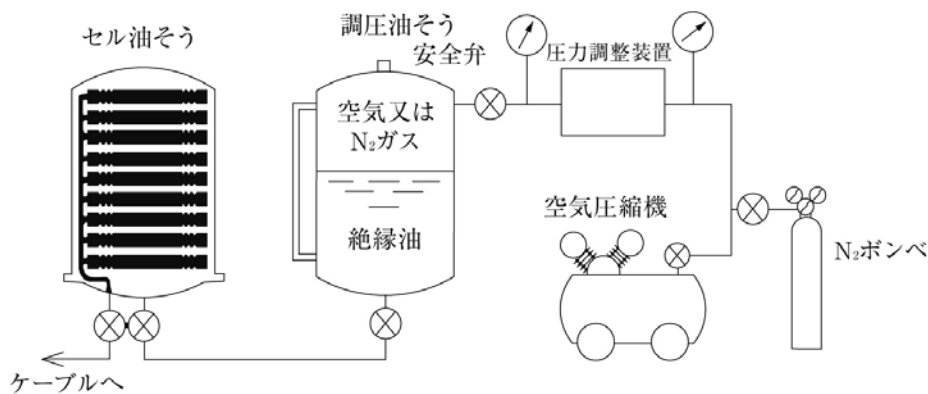 セル油そう
調圧油そう
安全弁
圧力調整装置
空気又は
N₂ガス
絶縁油
空気圧縮機
N₂ボンベ
ケーブルへ